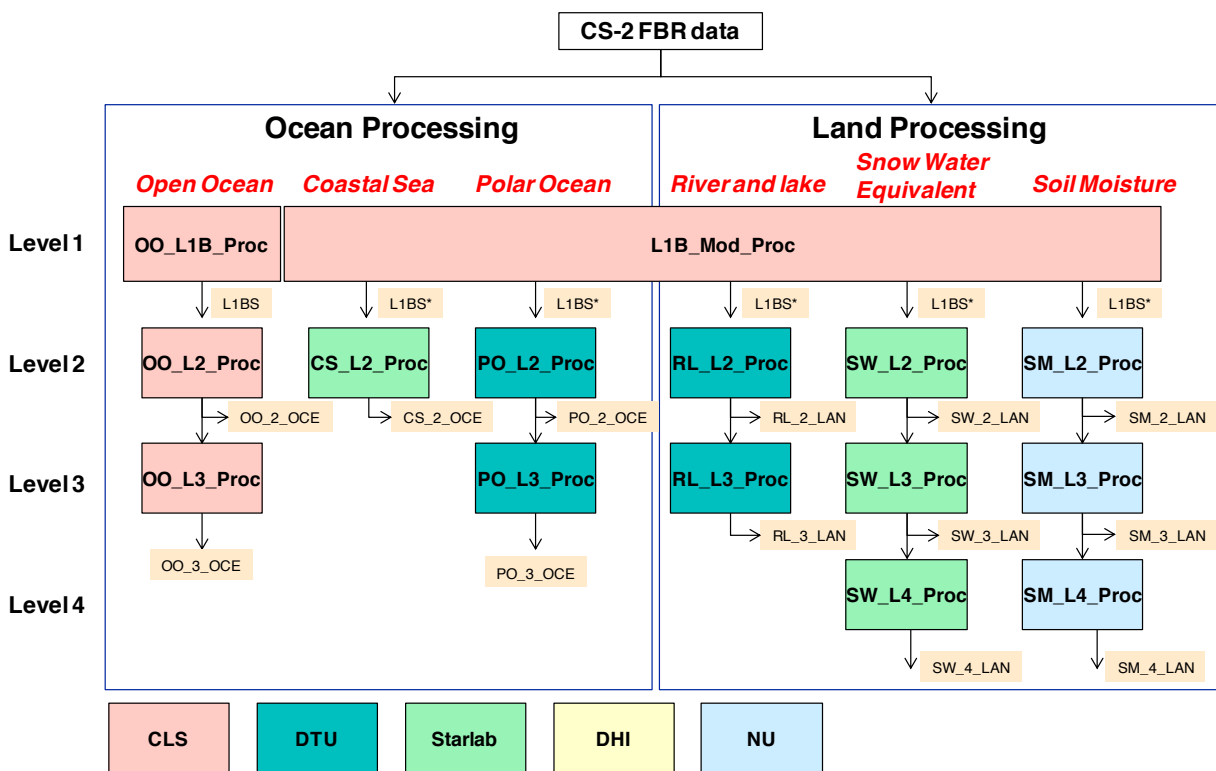 CS-2 FBR data
Ocean Processing
Land Processing
Open Ocean
Coastal Sea
Polar Ocean
River and lake
Snow Water
Equivalent
Soil Moisture
Level 1
OO_L1B_Proc
L1B_Mod_Proc
L1BS
L1BS*
L1BS*
L1BS*
L1BS*
L1BS*
Level 2
OO_L2_Proc
CS_L2_Proc
PO_L2_Proc
RL_L2_Proc
SW_L2_Proc
SM_L2_Proc
OO_2_OCE
CS_2_OCE
PO_2_OCE
RL_2_LAN
SW_2_LAN
SM_2_LAN
Level 3
OO_L3_Proc
PO_L3_Proc
RL_L3_Proc
SW_L3_Proc
SM_L3_Proc
OO_3_OCE
PO_3_OCE
RL_3_LAN
SW_3_LAN
SM_3_LAN
Level 4
SW_L4_Proc
SM_L4_Proc
SW_4_LAN
SM_4_LAN
CLS
DTU
Starlab
DHI
NU